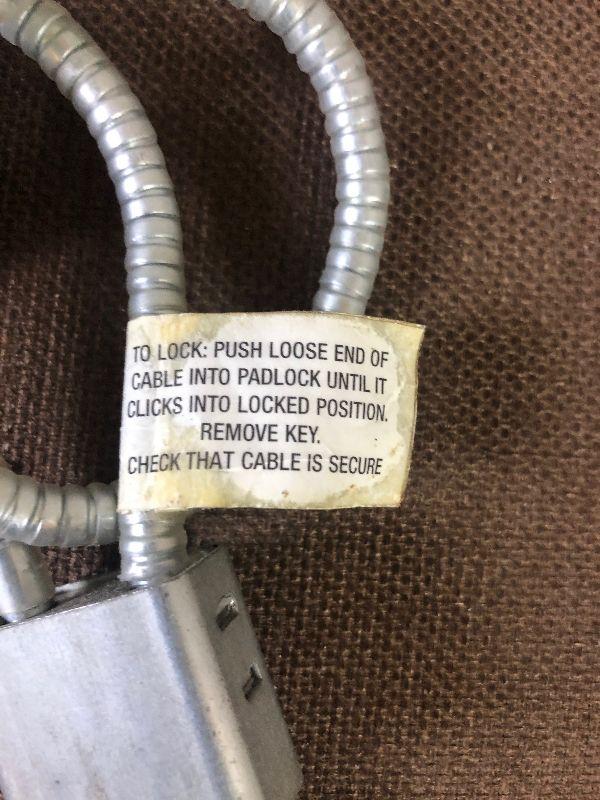 TO LOCK: PUSH LOOSE END OF
CABLE INTO PADLOCK UNTIL IT
CLICKS INTO LOCKED POSITION.
REMOVE KEY.
CHECK THAT CABLE IS SECURE